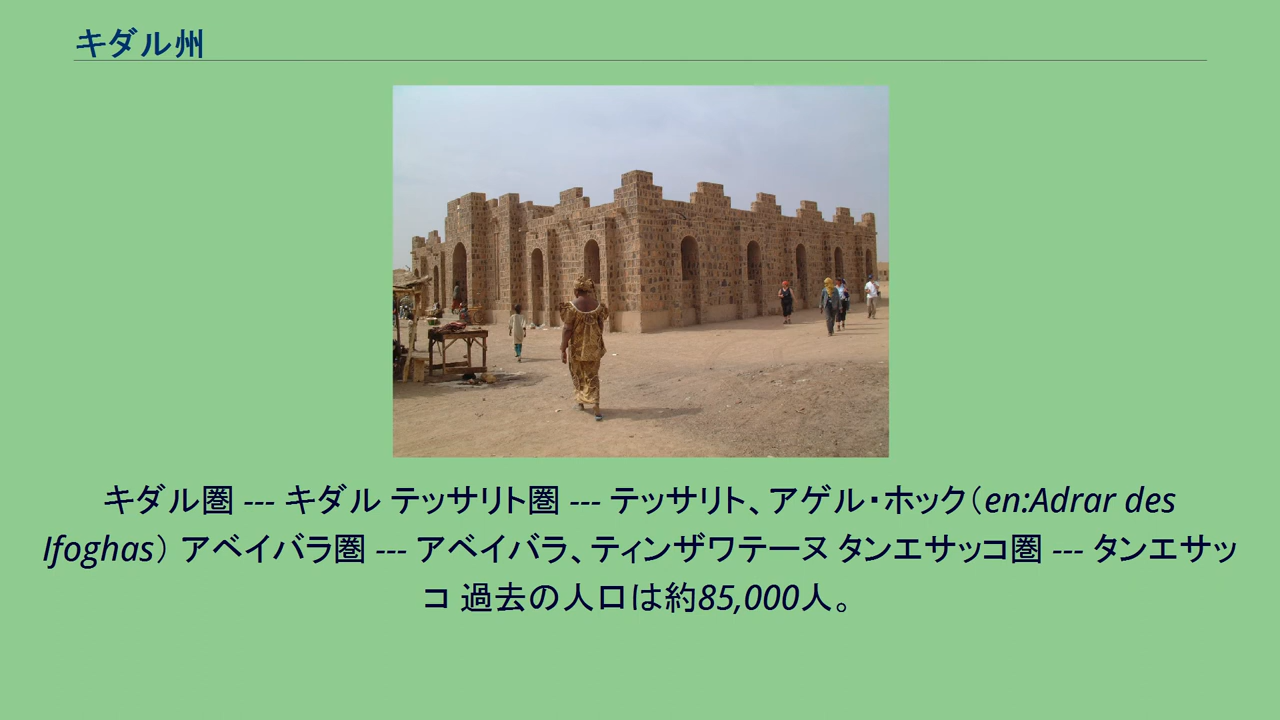 キダル州
キダル圏 --- キダル テッサリト圏 --- テッサリト、アゲル・ホック（en:Adrar des
Ifoghas） アベイバラ圏 --- アベイバラ、ティンザワテーヌ タンエサッコ圏 --- タンエサッ
コ 過去の人口は約85,000人。